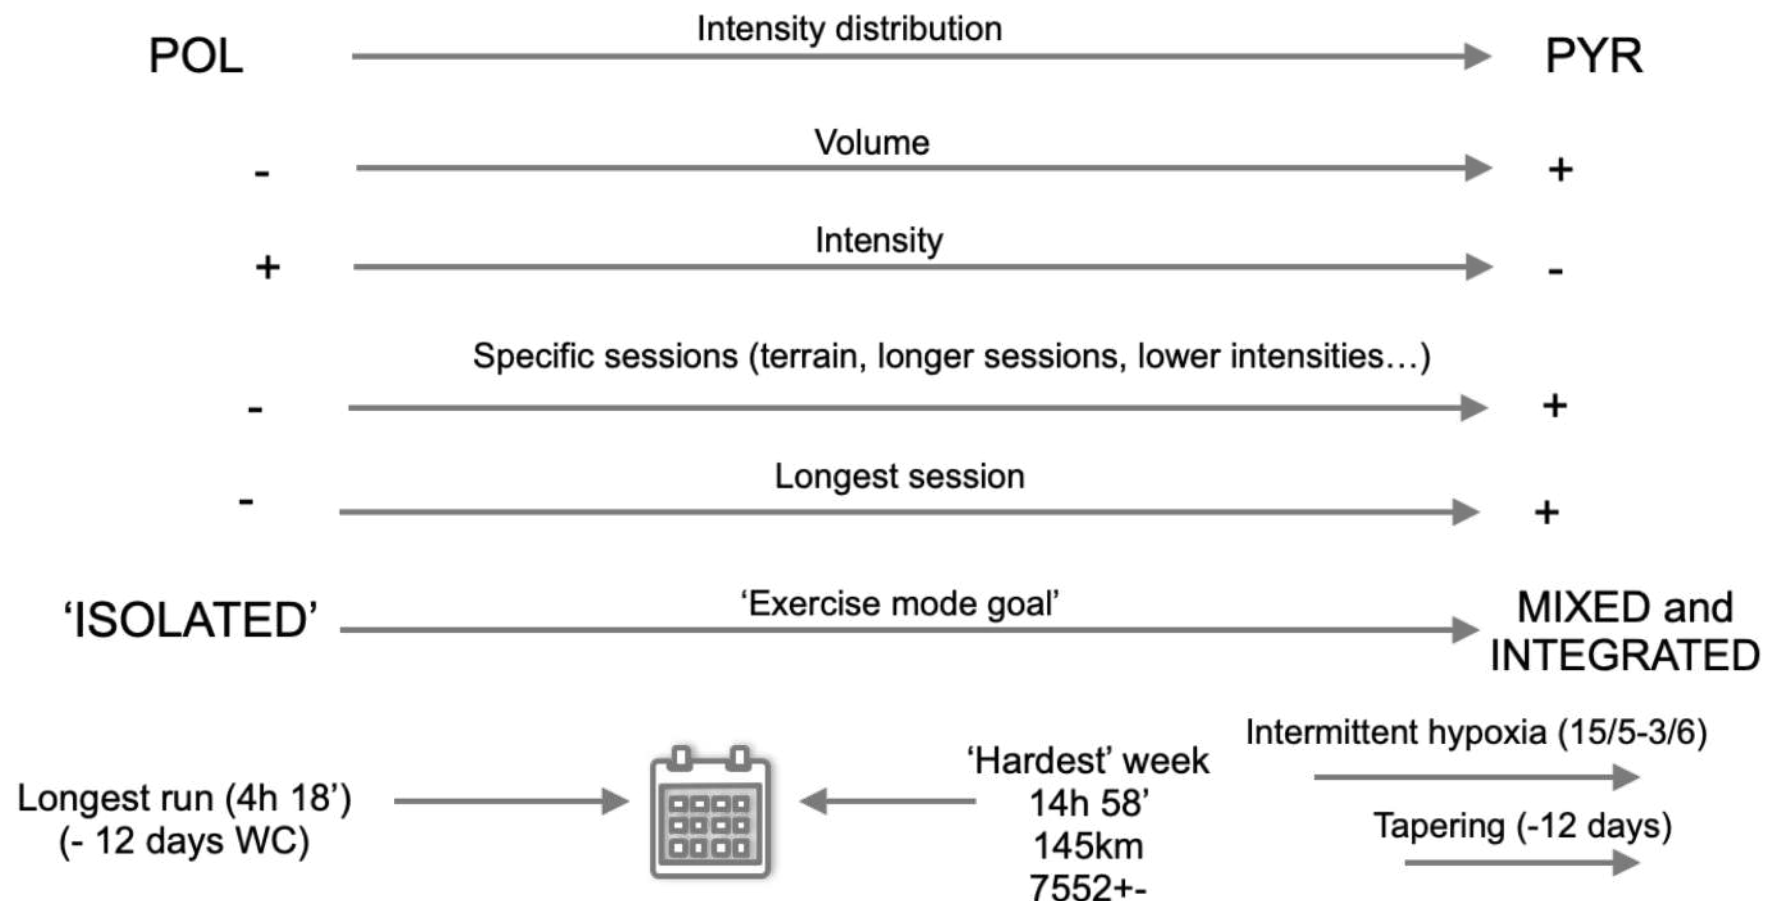 Intensity distribution
POL
PYR
Volume
-
+
Intensity
+
-
Specific sessions (terrain, longer sessions, lower intensities…)
-
+
Longest session
-
+
‘ISOLATED’
‘Exercise mode goal’
MIXED and
INTEGRATED
Longest run (4h 18’)
(- 12 days WC)
‘Hardest’ week
14h 58’
145km
7552+-
Intermittent hypoxia (15/5-3/6)
Tapering (-12 days)